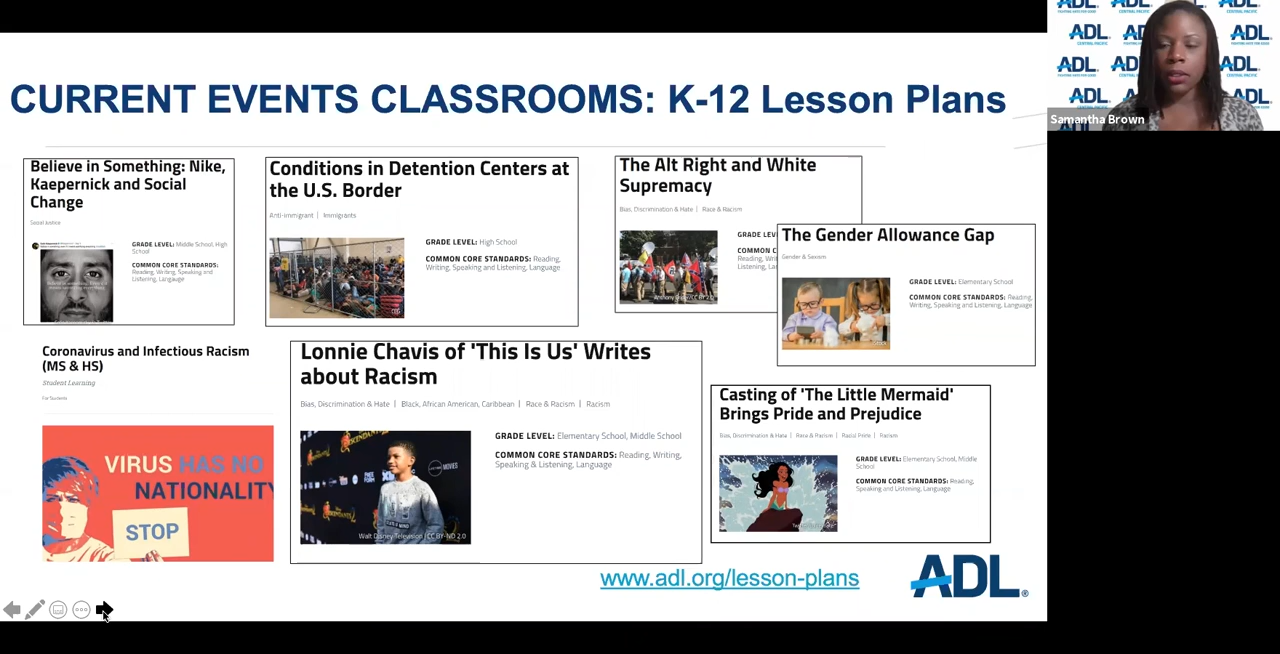 CURRENT EVENTS CLASSROOMS: K-12 Lesson Plans
ADL
CENTRAL PACIFIC
Samantha Brown
Believe in Something: Nike,
Kaepernick and Social
Change
Social Justice
GRADE LEVEL: Middle School, High
School
COMMON CORE STANDARDS:
Reading, Writing, Speaking and
Listening, Language
Conditions in Detention Centers at
the U.S. Border
Anti-immigrant | Immigrants
GRADE LEVEL: High School
COMMON CORE STANDARDS: Reading,
Writing, Speaking and Listening, Language
The Alt Right and White
Supremacy
Bias, Discrimination & Hate | Race & Racism
GRADE LEV
COMMON CO
Reading, Wri
Listening, La
The Gender Allowance Gap
Gender & Sexism
GRADE LEVEL: Elementary School
COMMON CORE STANDARDS: Reading,
Writing, Speaking and Listening, Language
iStock
Coronavirus and Infectious Racism
(MS & HS)
Student Learning
For Students
VIRUS HAS NO
NATIONALITY
STOP
Lonnie Chavis of 'This Is Us' Writes
about Racism
Bias, Discrimination & Hate | Black, African American, Caribbean | Race & Racism | Racism
GRADE LEVEL: Elementary School, Middle School
COMMON CORE STANDARDS: Reading, Writing,
Speaking & Listening, Language
Walt Disney Television | CC BY-ND 2.0
Casting of 'The Little Mermaid'
Brings Pride and Prejudice
Bias, Discrimination & Hate | Race & Racism | Racial Pride | Racism
GRADE LEVEL: Elementary School, Middle
School
COMMON CORE STANDARDS: Reading,
Speaking and Listening, Language
www.adl.org/lesson-plans
ADL®